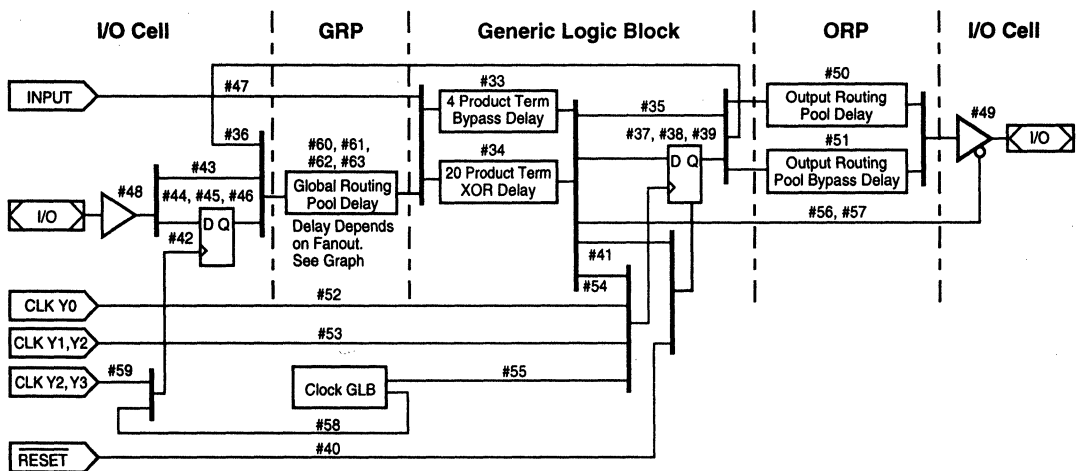 I/O Cell
GRP
Generic Logic Block
ORP
I/O Cell
INPUT
#47
#33
4 Product Term
Bypass Delay
#35
#50
Output Routing
Pool Delay
#49
I/O
#36
#60, #61,
#62, #63
Global Routing
Pool Delay
Delay Depends
on Fanout.
See Graph
#34
20 Product Term
XOR Delay
#37, #38, #39
D Q
#51
Output Routing
Pool Bypass Delay
I/O
#48
#43
#44, #45, #46
#42
D Q
#56, #57
#41
#54
CLK Y0
#52
CLK Y1, Y2
#53
CLK Y2, Y3
#59
Clock GLB
#55
#58
RESET
#40